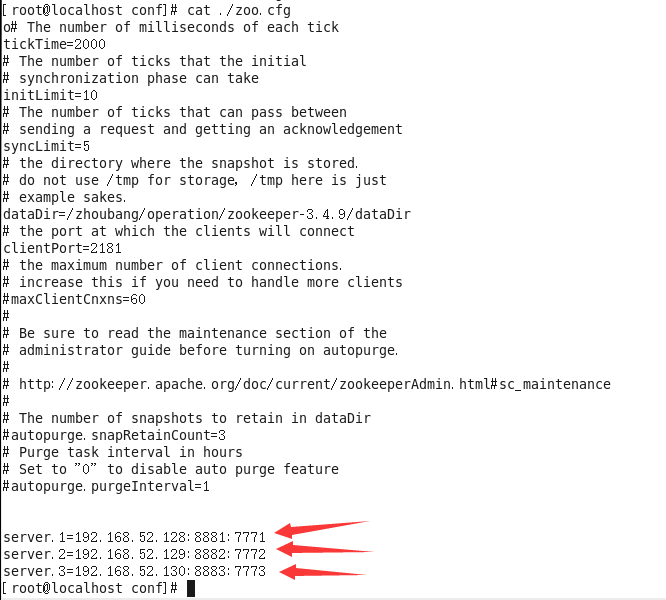 [root@localhost conf]# cat ./zoo.cfg
o# The number of milliseconds of each tick
tickTime=2000
# The number of ticks that the initial
# synchronization phase can take
initLimit=10
# The number of ticks that can pass between
# sending a request and getting an acknowledgement
syncLimit=5
# the directory where the snapshot is stored.
# do not use /tmp for storage, /tmp here is just
# example sakes.
dataDir=/zhoubang/operation/zookeeper-3.4.9/dataDir
# the port at which the clients will connect
clientPort=2181
# the maximum number of client connections.
# increase this if you need to handle more clients
#maxClientCnxns=60
#
# Be sure to read the maintenance section of the
# administrator guide before turning on autopurge.
#
# http://zookeeper.apache.org/doc/current/zookeeperAdmin.html#sc_maintenance
#
# The number of snapshots to retain in dataDir
#autopurge.snapRetainCount=3
# Purge task interval in hours
# Set to "0" to disable auto purge feature
#autopurge.purgeInterval=1
server.1=192.168.52.128:8881:7771
server.2=192.168.52.129:8882:7772
server.3=192.168.52.130:8883:7773
[root@localhost conf]#